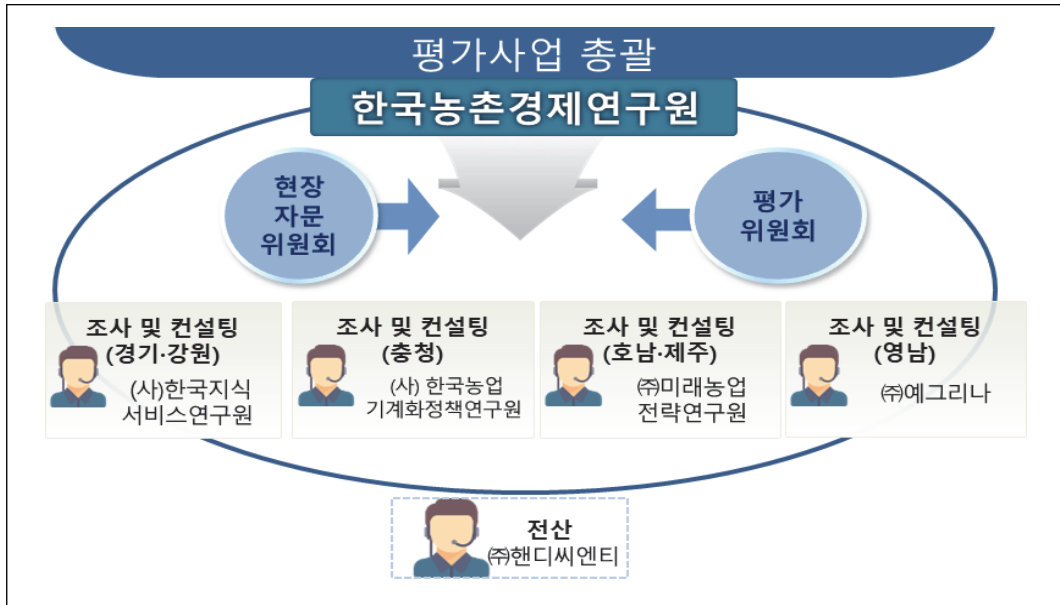 평가사업 총괄
한국농촌경제연구원
현장
자문
위원회
평가
위원회
조사 및 컨설팅
(경기·강원)
(사)한국지식
서비스연구원
조사 및 컨설팅
(충청)
(사) 한국농업
기계화정책연구원
조사 및 컨설팅
(호남·제주)
㈜미래농업
전략연구원
조사 및 컨설팅
(영남)
㈜예그리나
전산
㈜핸디씨엔티